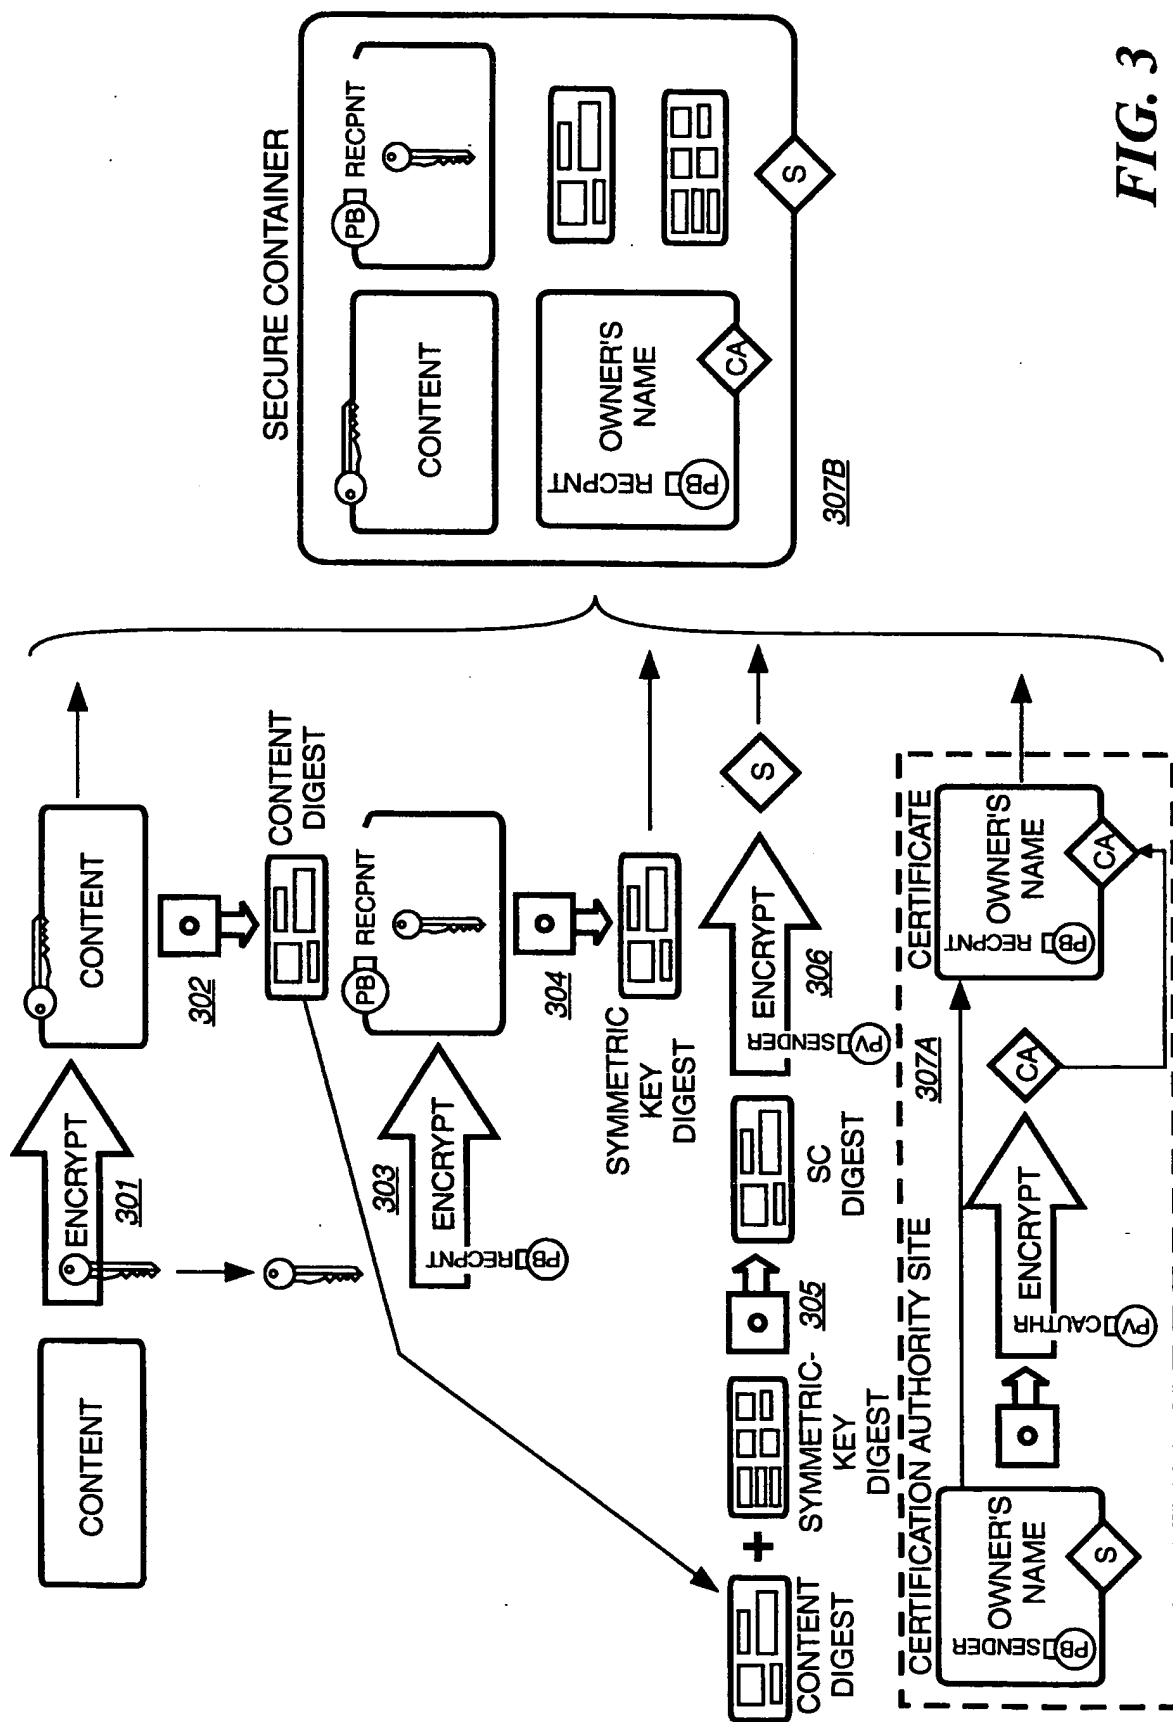 CONTENT
ENCRYPT
301
CONTENT
302
CONTENT
DIGEST
303
ENCRYPT
RECPNT
PB
PB
RECPNT
304
SYMMETRIC
KEY
DIGEST
CONTENT
DIGEST
+
SYMMETRIC-
KEY
DIGEST
305
SC
DIGEST
ENCRYPT
SENDER
PV
306
S
CERTIFICATION AUTHORITY SITE
307A
CERTIFICATE
OWNER'S
NAME
SENDER
PB
S
ENCRYPT
CAUTHR
PV
CA
OWNER'S
NAME
RECPNT
PB
CA
SECURE CONTAINER
CONTENT
PB
RECPNT
OWNER'S
NAME
RECPNT
PB
CA
S
307B
FIG. 3